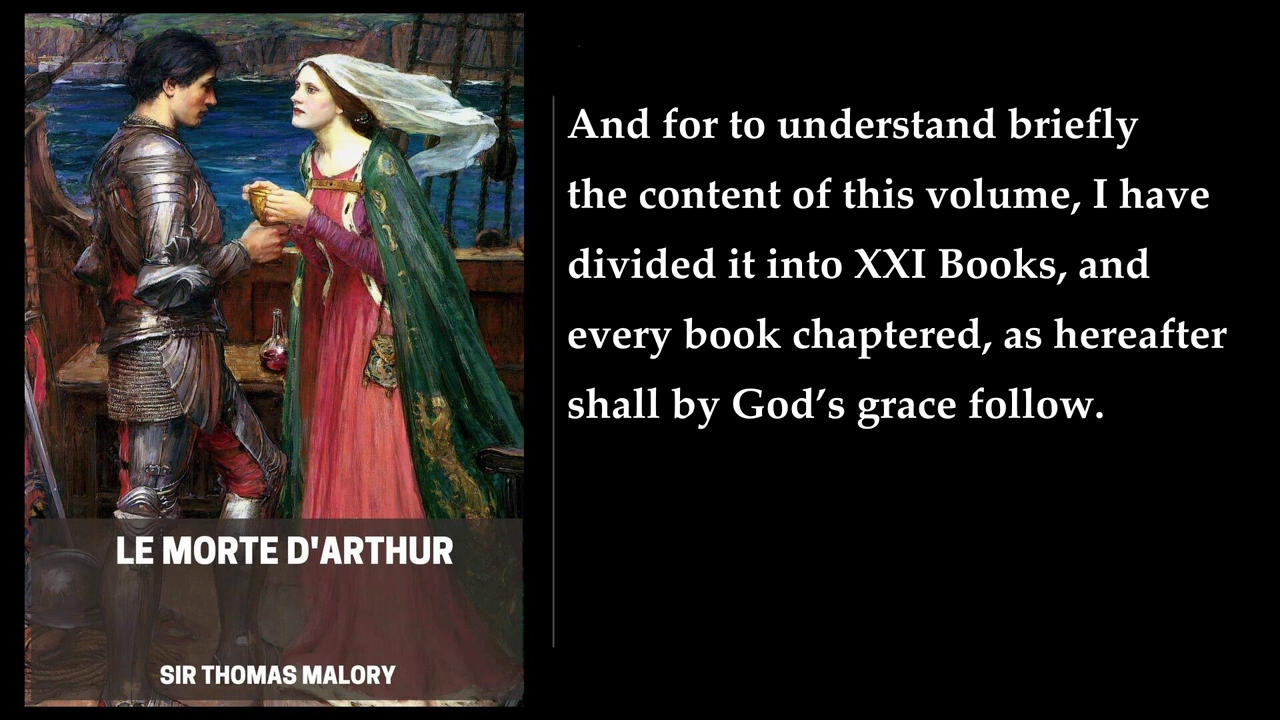 LE MORTE D'ARTHUR
SIR THOMAS MALORY
And for to understand briefly
the content of this volume, I have
divided it into XXI Books, and
every book chaptered, as hereafter
shall by God’s grace follow.